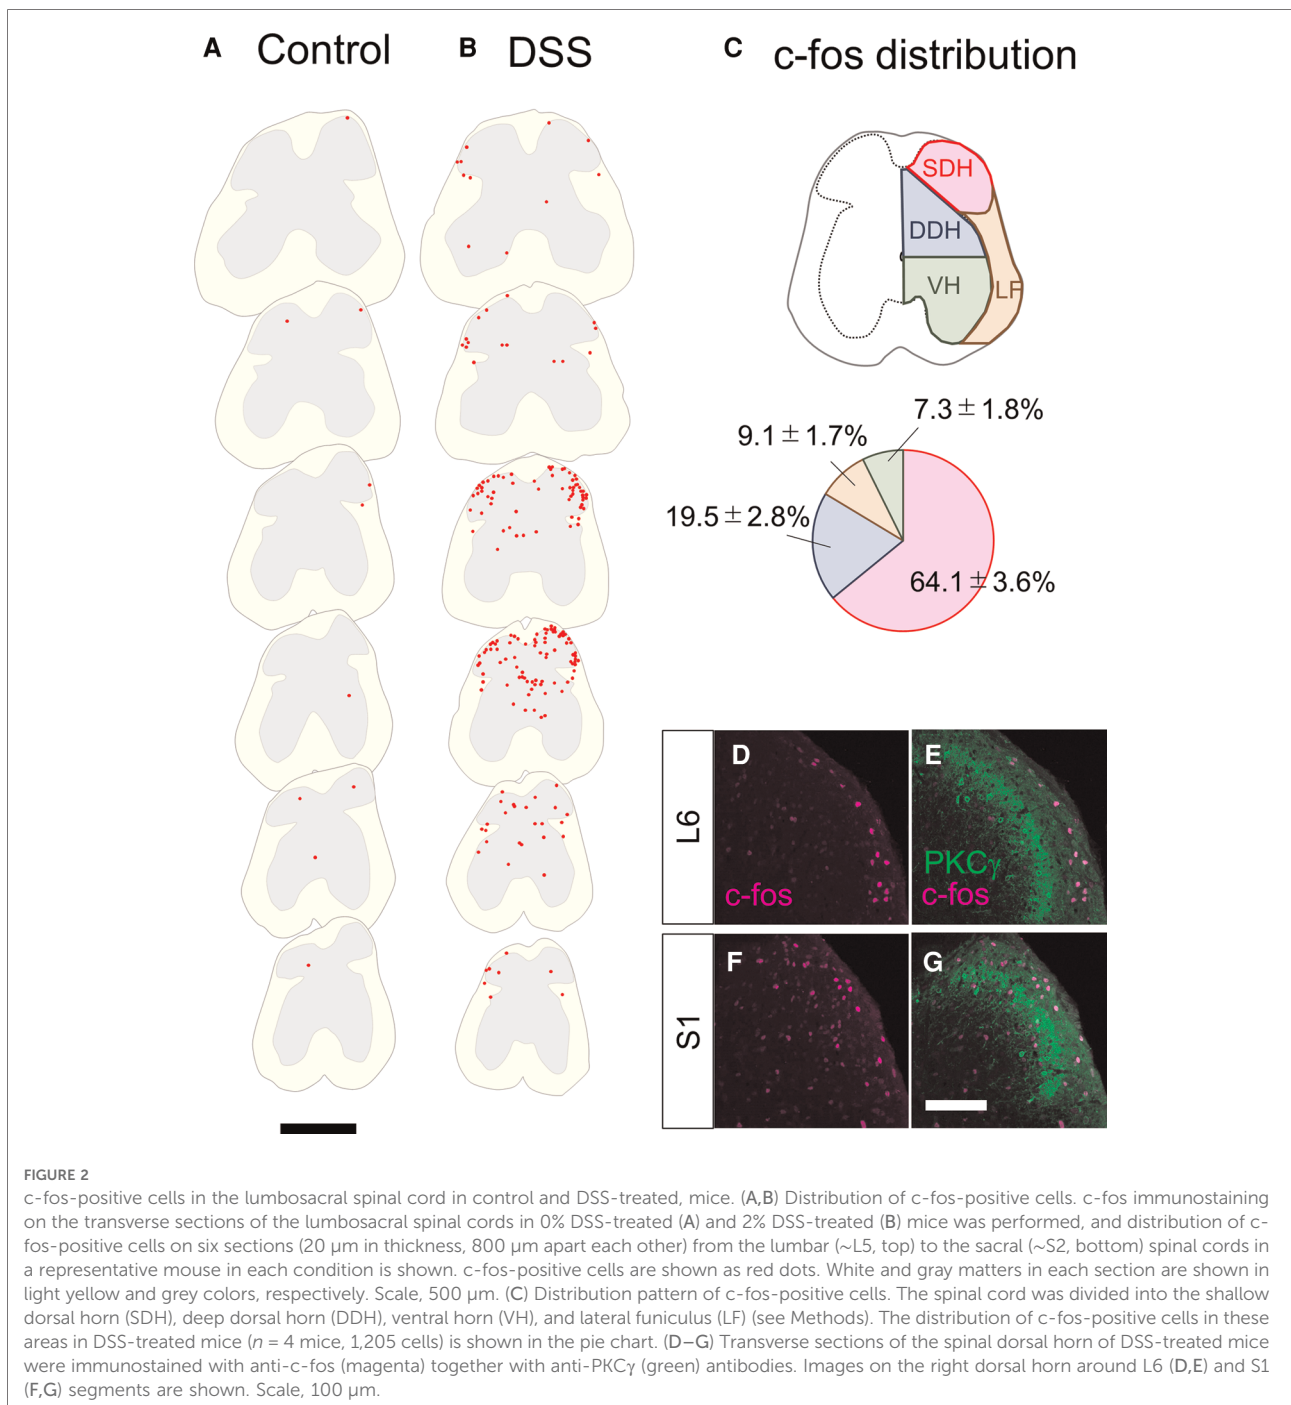 A Control
B DSS
C c-fos distribution
SDH
DDH
VH
LF
7.3 ± 1.8%
9.1 ± 1.7%
19.5 ± 2.8%
64.1 ± 3.6%
L6
D
c-fos
E
PKCγ
c-fos
S1
F
G
FIGURE 2
c-fos-positive cells in the lumbosacral spinal cord in control and DSS-treated, mice. (A,B) Distribution of c-fos-positive cells. c-fos immunostaining
on the transverse sections of the lumbosacral spinal cords in 0% DSS-treated (A) and 2% DSS-treated (B) mice was performed, and distribution of c-
fos-positive cells on six sections (20 μm in thickness, 800 μm apart each other) from the lumbar (~L5, top) to the sacral (~S2, bottom) spinal cords in
a representative mouse in each condition is shown. c-fos-positive cells are shown as red dots. White and gray matters in each section are shown in
light yellow and grey colors, respectively. Scale, 500 μm. (C) Distribution pattern of c-fos-positive cells. The spinal cord was divided into the shallow
dorsal horn (SDH), deep dorsal horn (DDH), ventral horn (VH), and lateral funiculus (LF) (see Methods). The distribution of c-fos-positive cells in these
areas in DSS-treated mice (n = 4 mice, 1,205 cells) is shown in the pie chart. (D–G) Transverse sections of the spinal dorsal horn of DSS-treated mice
were immunostained with anti-c-fos (magenta) together with anti-PKCγ (green) antibodies. Images on the right dorsal horn around L6 (D,E) and S1
(F,G) segments are shown. Scale, 100 μm.